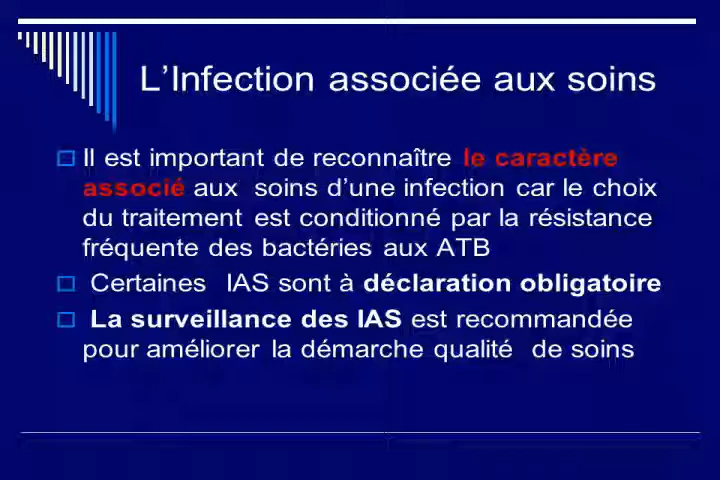 L’Infection associée aux soins
Il est important de reconnaître le caractère
associé aux soins d’une infection car le choix
du traitement est conditionné par la résistance
fréquente des bactéries aux ATB
Certaines IAS sont à déclaration obligatoire
La surveillance des IAS est recommandée
pour améliorer la démarche qualité de soins